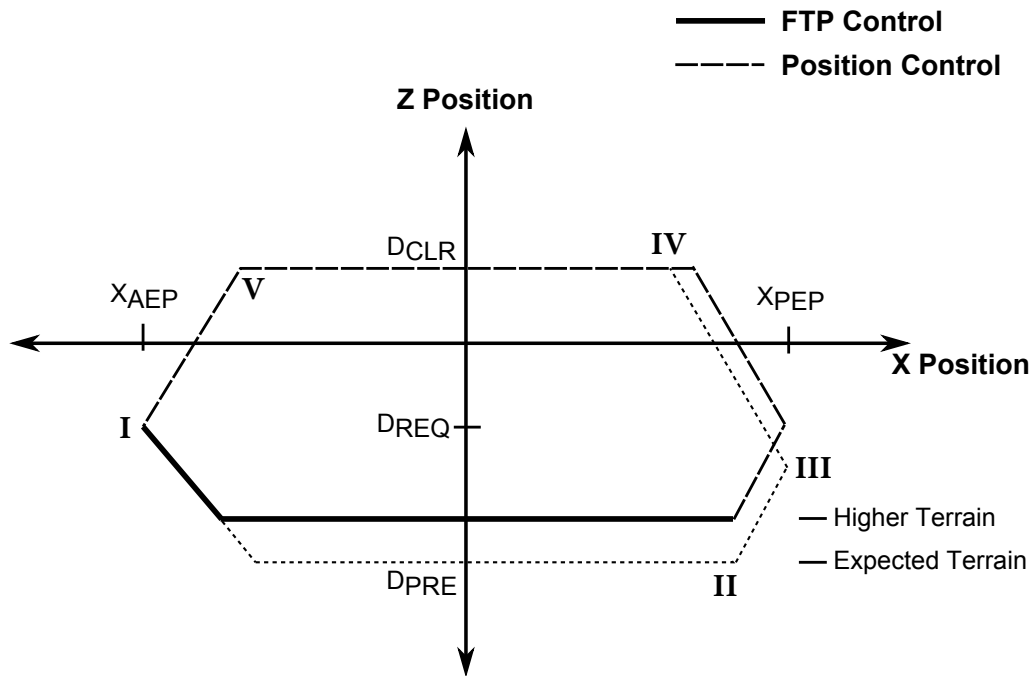 FTP Control
Position Control
Z Position
DCLR
IV
XAEP
V
XPEP
X Position
I
DREQ
III
Higher Terrain
Expected Terrain
DPRE
II